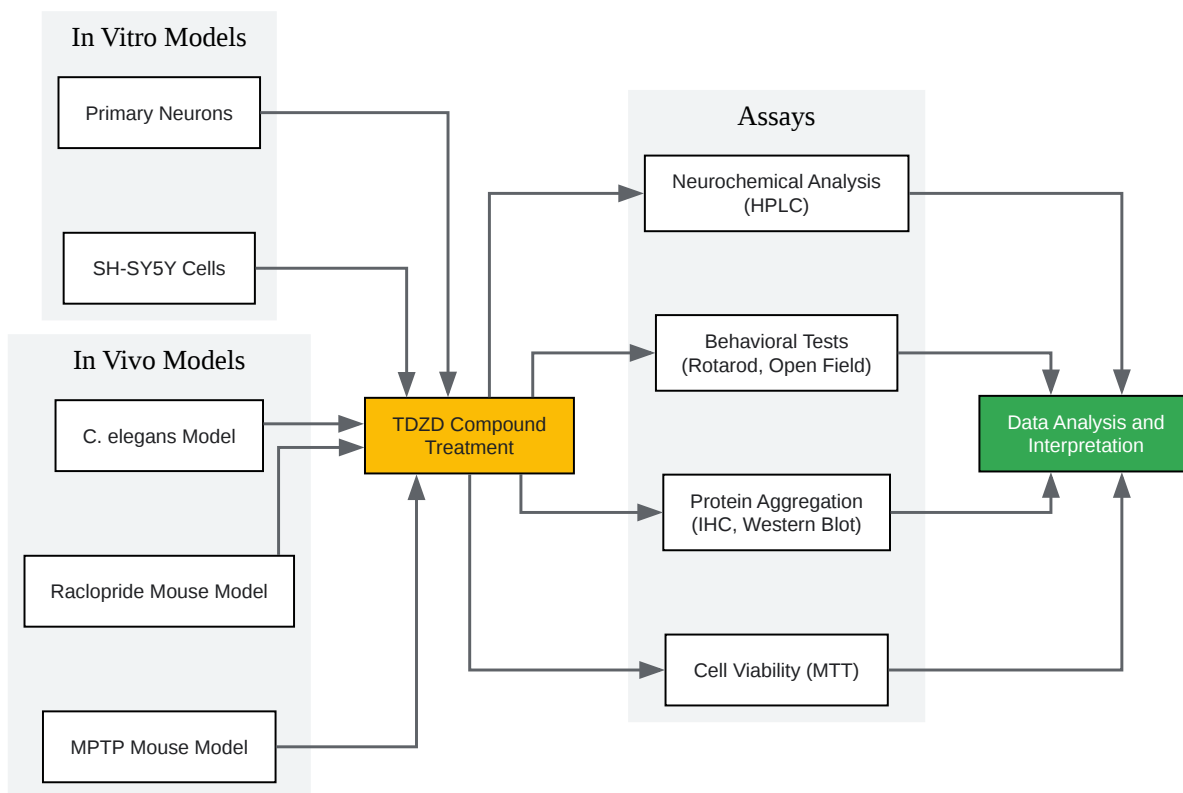 In Vitro Models
Primary Neurons
SH-SY5Y Cells
In Vivo Models
C. elegans Model
Raclopride Mouse Model
MPTP Mouse Model
TDZD Compound
Treatment
Assays
Neurochemical Analysis
(HPLC)
Behavioral Tests
(Rotarod, Open Field)
Protein Aggregation
(IHC, Western Blot)
Cell Viability (MTT)
Data Analysis and
Interpretation